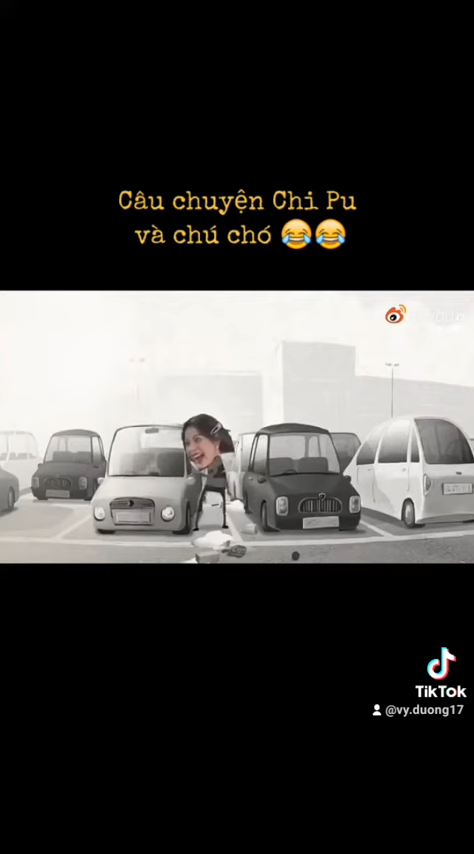 Câu chuyện Chi Pu
và chú chó 😂😂
TikTok
@vy.duong17